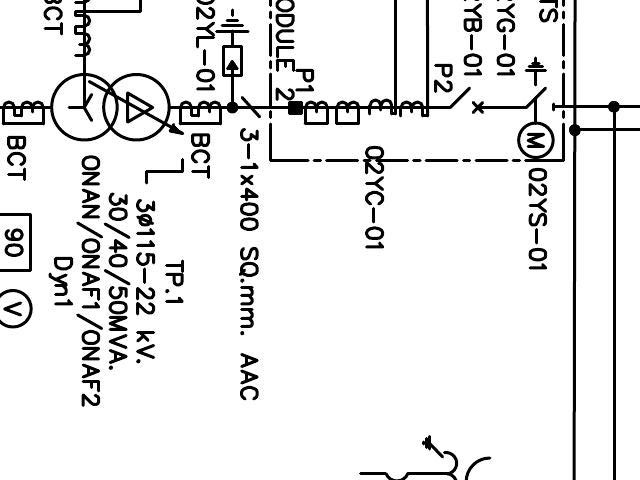 TS
02YS-01
M
YG-01
YB-01
P2
02YC-01
ODULE 2
P1
3-1x400 SQ.mm. AAC
02YL-01
BCT
TP.1
3ø115-22 kV.
30/40/50MVA.
ONAN/ONAF1/ONAF2
Dyn1
BCT
BCT
90
V